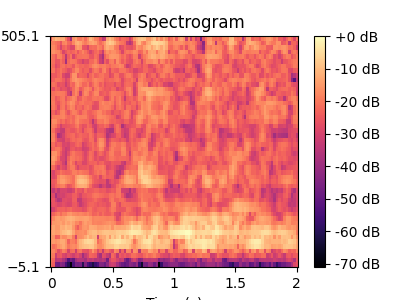 Mel Spectrogram
505.1
-5.1
0
0.5
1
1.5
2
+0 dB
-10 dB
-20 dB
-30 dB
-40 dB
-50 dB
-60 dB
-70 dB